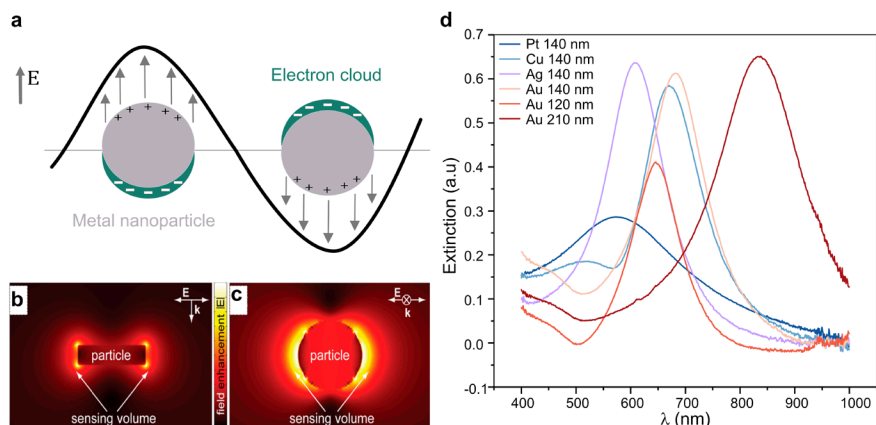 a
E
Electron cloud
+ + + + +
− − − − −
− − − − −
+ + + + +
Metal nanoparticle
b
E
k
particle
sensing volume
field enhancement |E|
c
E
k
particle
sensing volume
d
Extinction (a.u)
0.7
0.6
0.5
0.4
0.3
0.2
0.1
0.0
-0.1
Pt 140 nm
Cu 140 nm
Ag 140 nm
Au 140 nm
Au 120 nm
Au 210 nm
400 500 600 700 800 900 1000
λ (nm)